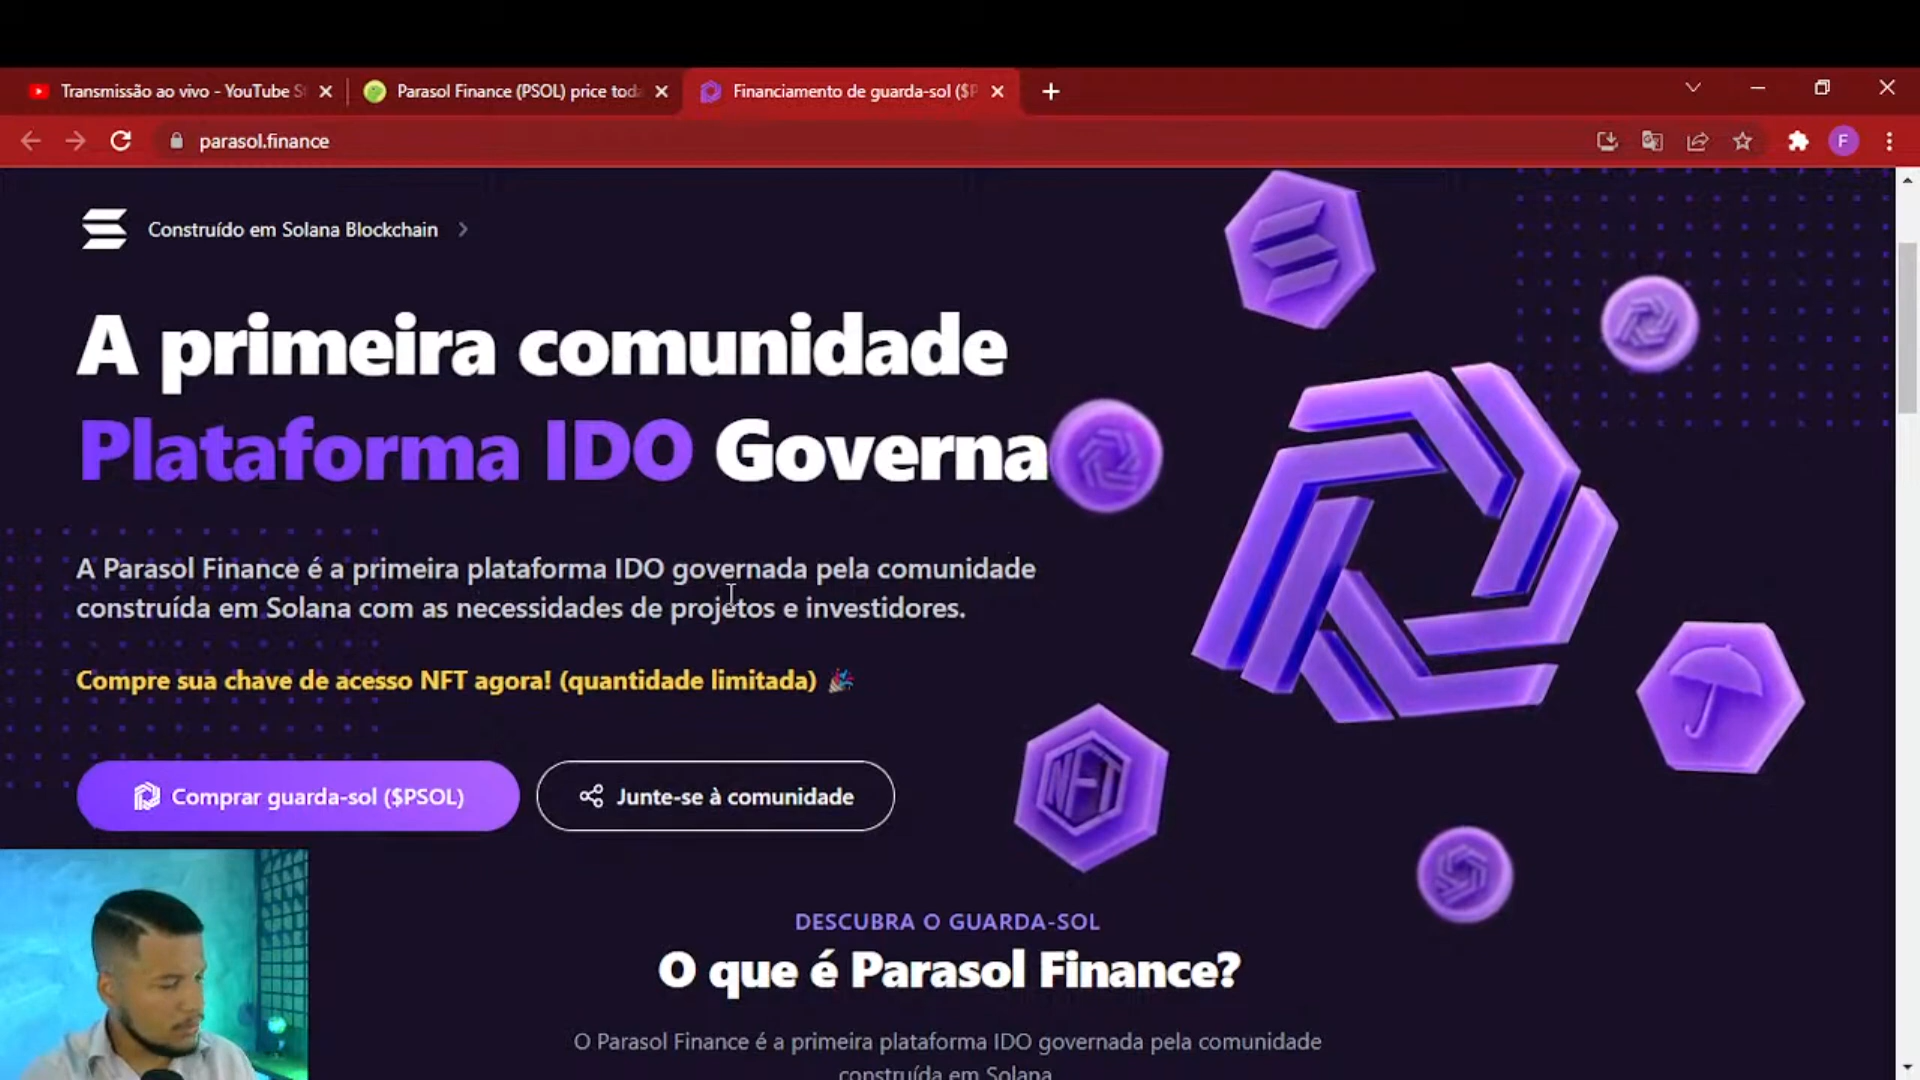 Transmissão ao vivo - YouTube S
Parasol Finance (PSOL) price toda
Financiamento de guarda-sol ($P
parasol.finance
F
Construído em Solana Blockchain
A primeira comunidade
Plataforma IDO Governa
A Parasol Finance é a primeira plataforma IDO governada pela comunidade
construída em Solana com as necessidades de projetos e investidores.
Compre sua chave de acesso NFT agora! (quantidade limitada)
NFT
Comprar guarda-sol ($PSOL)
Junte-se à comunidade
DESCUBRA O GUARDA-SOL
O que é Parasol Finance?
O Parasol Finance é a primeira plataforma IDO governada pela comunidade
construída em Solana